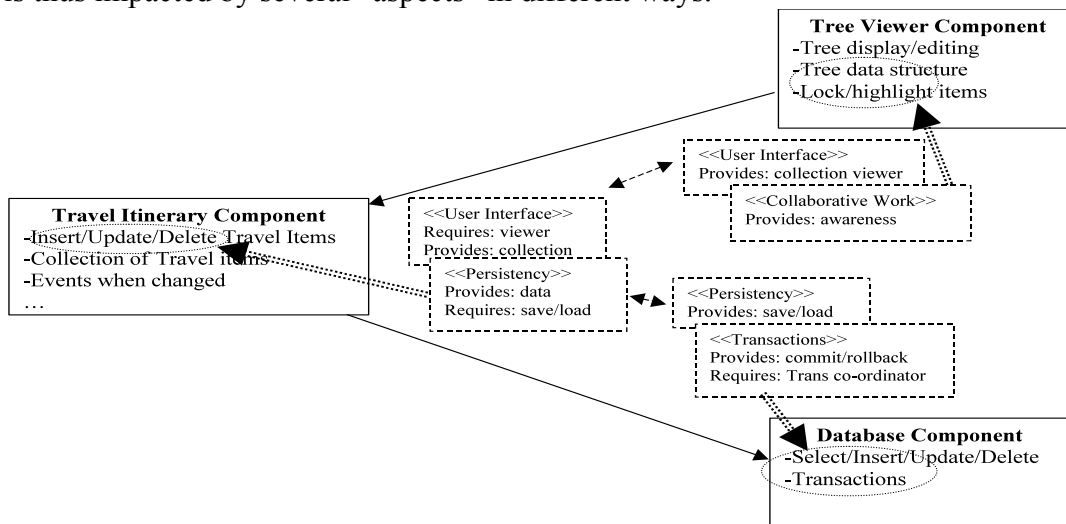 is thus impacted by several "aspects" in different ways.
Tree Viewer Component
-Tree display/editing
-Tree data structure
-Lock/highlight items
<<User Interface>>
Provides: collection viewer
<<Collaborative Work>>
Provides: awareness
Travel Itinerary Component
-Insert/Update/Delete Travel Items
-Collection of Travel items
-Events when changed
…
<<User Interface>>
Requires: viewer
Provides: collection
<<Persistency>>
Provides: data
Requires: save/load
<<Persistency>>
Provides: save/load
<<Transactions>>
Provides: commit/rollback
Requires: Trans co-ordinator
Database Component
-Select/Insert/Update/Delete
-Transactions